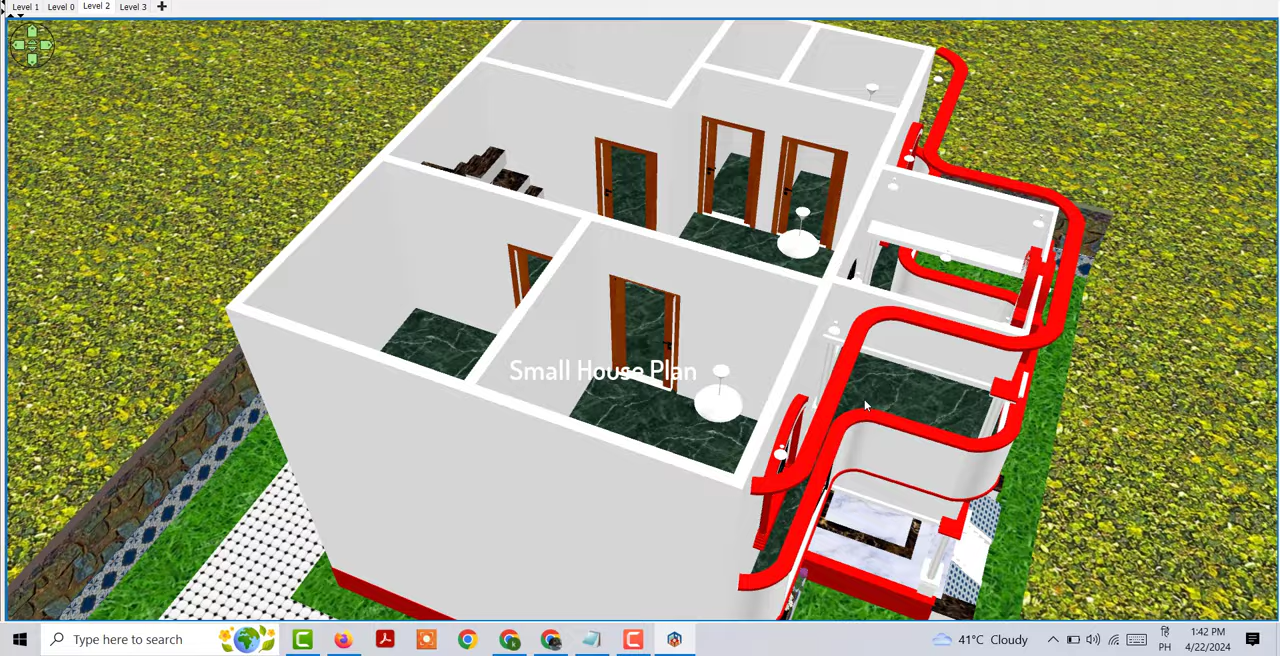 Level 1 Level 0 Level 2 Level 3
Small House Plan
Type here to search
41°C Cloudy
हि
PH
1:42 PM
4/22/2024